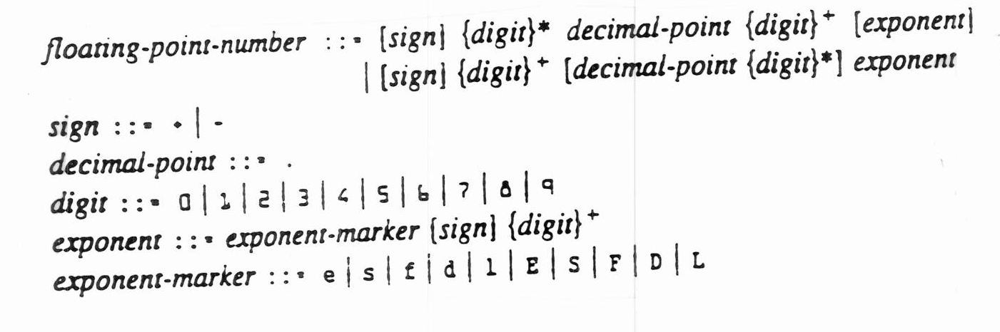 floating-point-number ::= [sign] {digit}* decimal-point {digit}+ [exponent]
| [sign] {digit}+ [decimal-point {digit}*] exponent
sign ::= + | -
decimal-point ::= .
digit ::= 0 | 1 | 2 | 3 | 4 | 5 | 6 | 7 | 8 | 9
exponent ::= exponent-marker [sign] {digit}+
exponent-marker ::= e | s | f | d | l | E | S | F | D | L